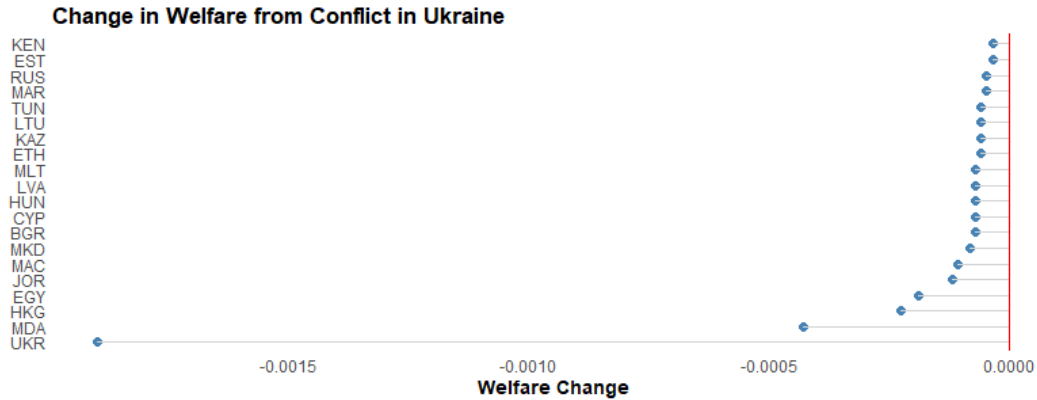 Change in Welfare from Conflict in Ukraine
KEN
EST
RUS
MAR
TUN
LTU
KAZ
ETH
MLT
LVA
HUN
CYP
BGR
MKD
MAC
JOR
EGY
HKG
MDA
UKR
-0.0015 -0.0010 -0.0005 0.0000
Welfare Change